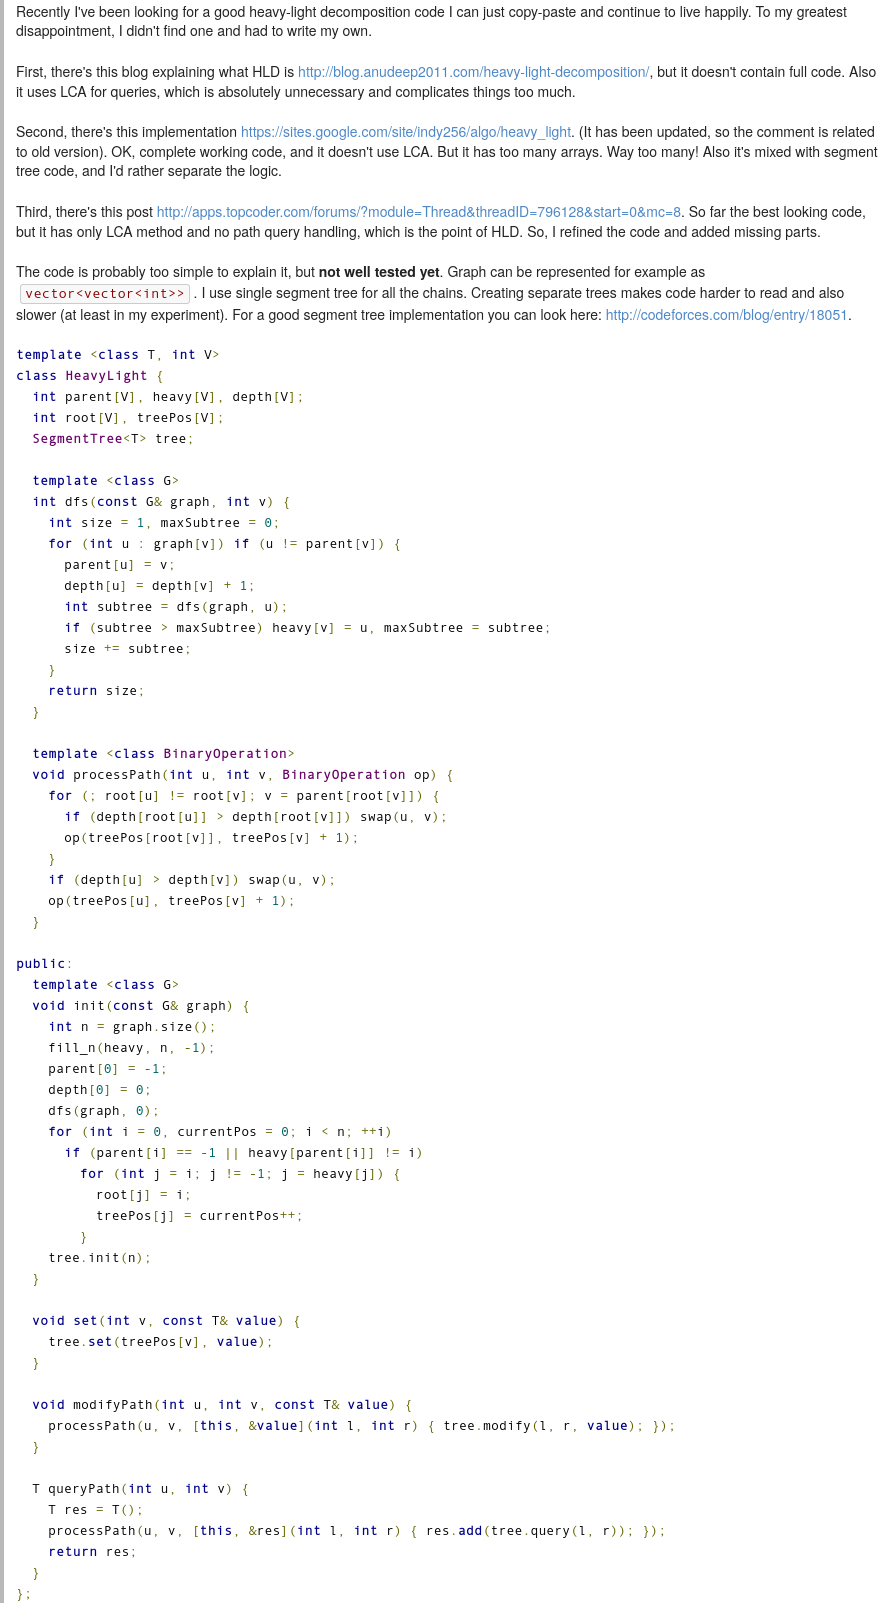 Recently I've been looking for a good heavy-light decomposition code I can just copy-paste and continue to live happily. To my greatest
disappointment, I didn't find one and had to write my own.
First, there's this blog explaining what HLD is http://blog.anudeep2011.com/heavy-light-decomposition/, but it doesn't contain full code. Also
it uses LCA for queries, which is absolutely unnecessary and complicates things too much.
Second, there's this implementation https://sites.google.com/site/indy256/algo/heavy_light. (It has been updated, so the comment is related
to old version). OK, complete working code, and it doesn't use LCA. But it has too many arrays. Way too many! Also it's mixed with segment
tree code, and I'd rather separate the logic.
Third, there's this post http://apps.topcoder.com/forums/?module=Thread&threadID=796128&start=0&mc=8. So far the best looking code,
but it has only LCA method and no path query handling, which is the point of HLD. So, I refined the code and added missing parts.
The code is probably too simple to explain it, but not well tested yet. Graph can be represented for example as
vector<vector<int>> . I use single segment tree for all the chains. Creating separate trees makes code harder to read and also
slower (at least in my experiment). For a good segment tree implementation you can look here: http://codeforces.com/blog/entry/18051.
template <class T, int V>
class HeavyLight {
  int parent[V], heavy[V], depth[V];
  int root[V], treePos[V];
  SegmentTree<T> tree;

  template <class G>
  int dfs(const G& graph, int v) {
    int size = 1, maxSubtree = 0;
    for (int u : graph[v]) if (u != parent[v]) {
      parent[u] = v;
      depth[u] = depth[v] + 1;
      int subtree = dfs(graph, u);
      if (subtree > maxSubtree) heavy[v] = u, maxSubtree = subtree;
      size += subtree;
    }
    return size;
  }

  template <class BinaryOperation>
  void processPath(int u, int v, BinaryOperation op) {
    for (; root[u] != root[v]; v = parent[root[v]]) {
      if (depth[root[u]] > depth[root[v]]) swap(u, v);
      op(treePos[root[v]], treePos[v] + 1);
    }
    if (depth[u] > depth[v]) swap(u, v);
    op(treePos[u], treePos[v] + 1);
  }

public:
  template <class G>
  void init(const G& graph) {
    int n = graph.size();
    fill_n(heavy, n, -1);
    parent[0] = -1;
    depth[0] = 0;
    dfs(graph, 0);
    for (int i = 0, currentPos = 0; i < n; ++i)
      if (parent[i] == -1 || heavy[parent[i]] != i)
        for (int j = i; j != -1; j = heavy[j]) {
          root[j] = i;
          treePos[j] = currentPos++;
        }
    tree.init(n);
  }

  void set(int v, const T& value) {
    tree.set(treePos[v], value);
  }

  void modifyPath(int u, int v, const T& value) {
    processPath(u, v, [this, &value](int l, int r) { tree.modify(l, r, value); });
  }

  T queryPath(int u, int v) {
    T res = T();
    processPath(u, v, [this, &res](int l, int r) { res.add(tree.query(l, r)); });
    return res;
  }
};